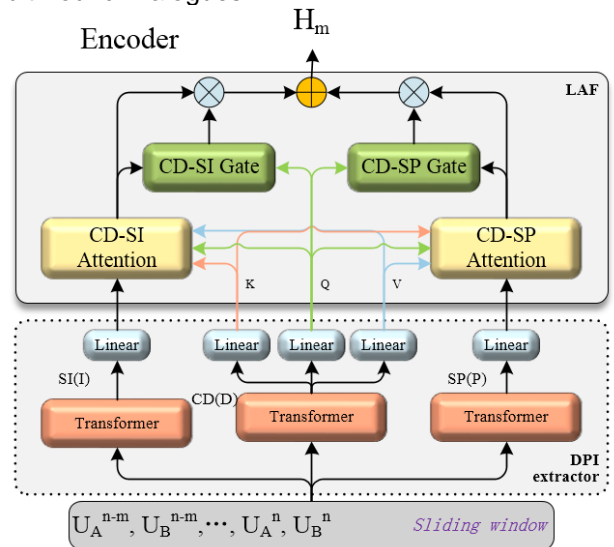 Encoder
H_m
LAF
CD-SI Gate
CD-SP Gate
CD-SI
Attention
CD-SP
Attention
K
Q
V
Linear
Linear
Linear
Linear
Linear
SI(I)
CD(D)
SP(P)
Transformer
Transformer
Transformer
DPI
extractor
U_A^{n-m}, U_B^{n-m},⋯, U_A^n, U_B^n
Sliding window